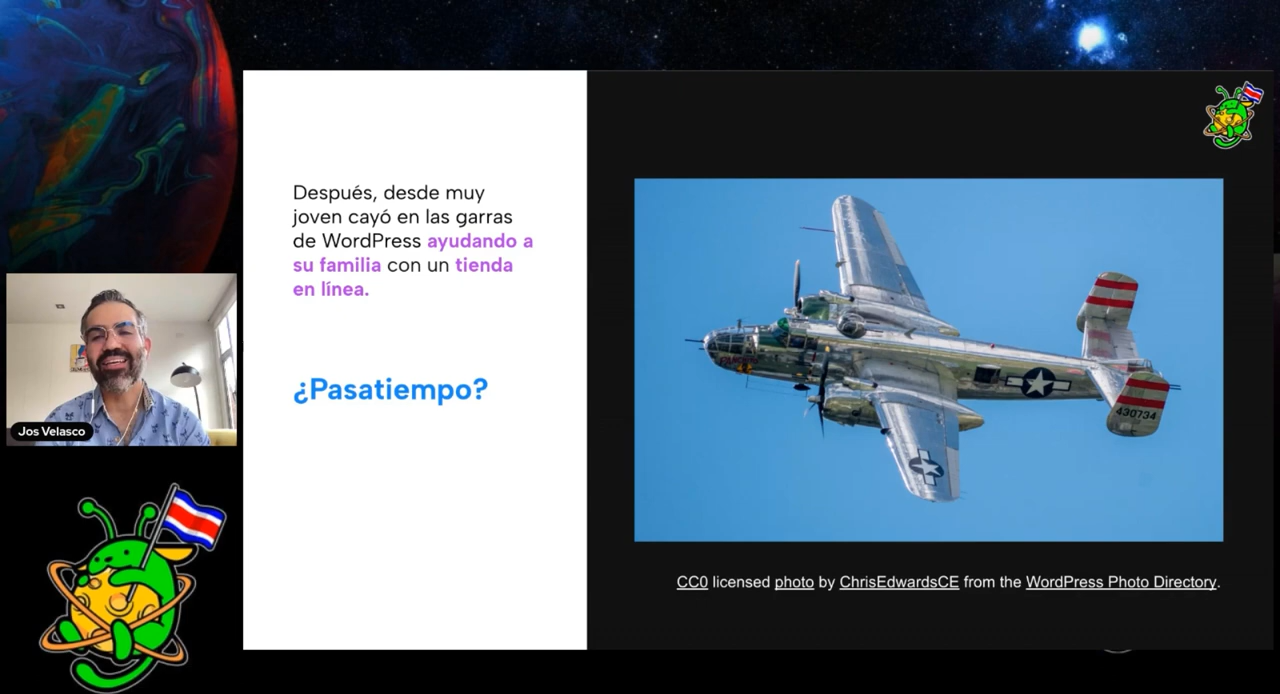 Después, desde muy
joven cayó en las garras
de WordPress ayudando a
su familia con un tienda
en línea.
¿Pasatiempo?
430734
CC0 licensed photo by ChrisEdwardsCE from the WordPress Photo Directory.
Jos Velasco